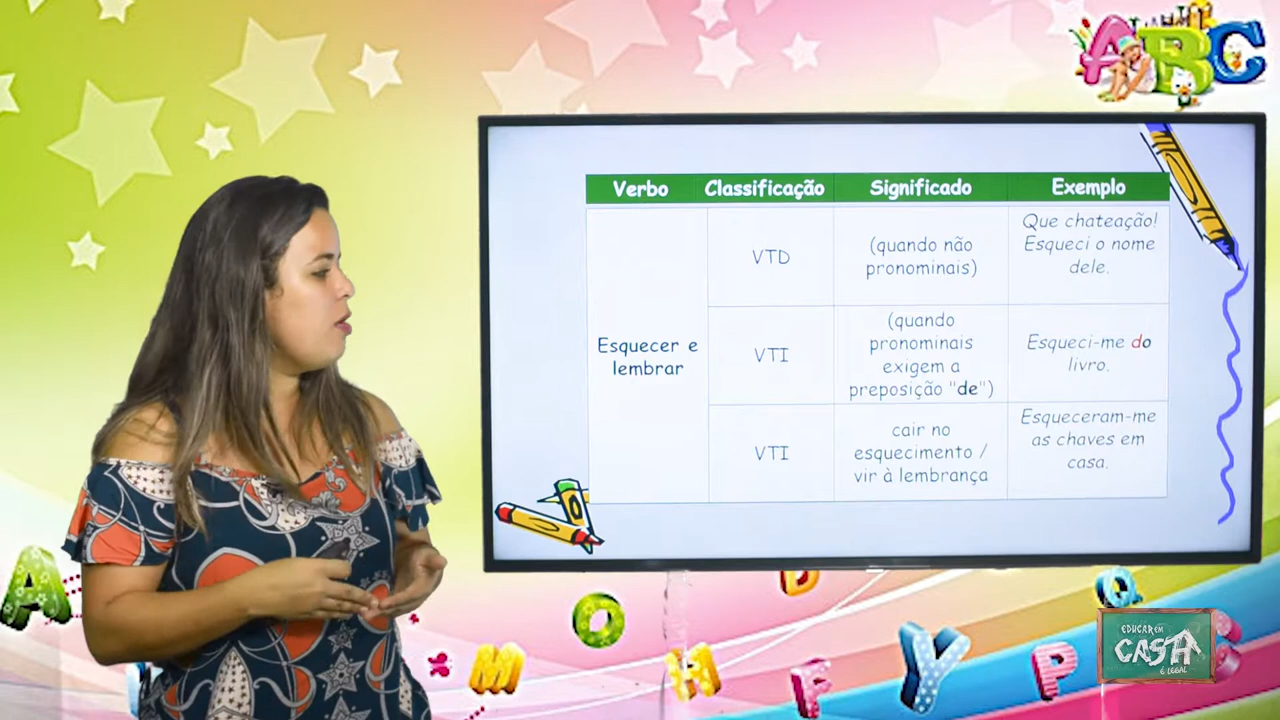 ABC
Verbo Classificação Significado Exemplo
Esquecer e
lembrar
VTD
(quando não
pronominais)
Que chateação!
Esqueci o nome
dele.
VTI
(quando
pronominais
exigem a
preposição "de")
Esqueci-me do
livro.
VTI
cair no
esquecimento /
vir à lembrança
Esqueceram-me
as chaves em
casa.
A
O
D
Q
M
H
F
Y
P
EDUCAR EM
CASA
É LEGAL